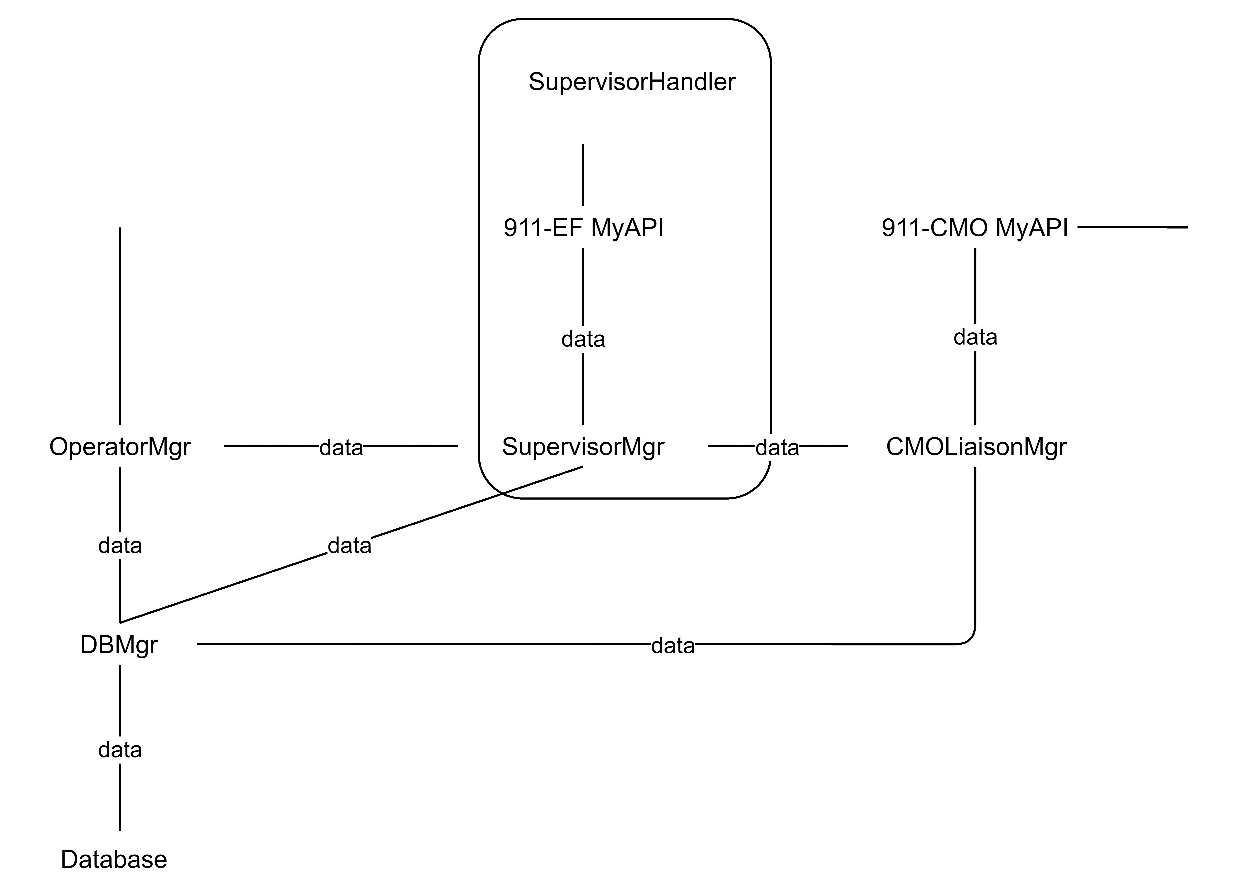 SupervisorHandler
911-EF MyAPI
911-CMO MyAPI
data
data
OperatorMgr
data
SupervisorMgr
data
CMOLiaisonMgr
data
data
DBMgr
data
data
Database